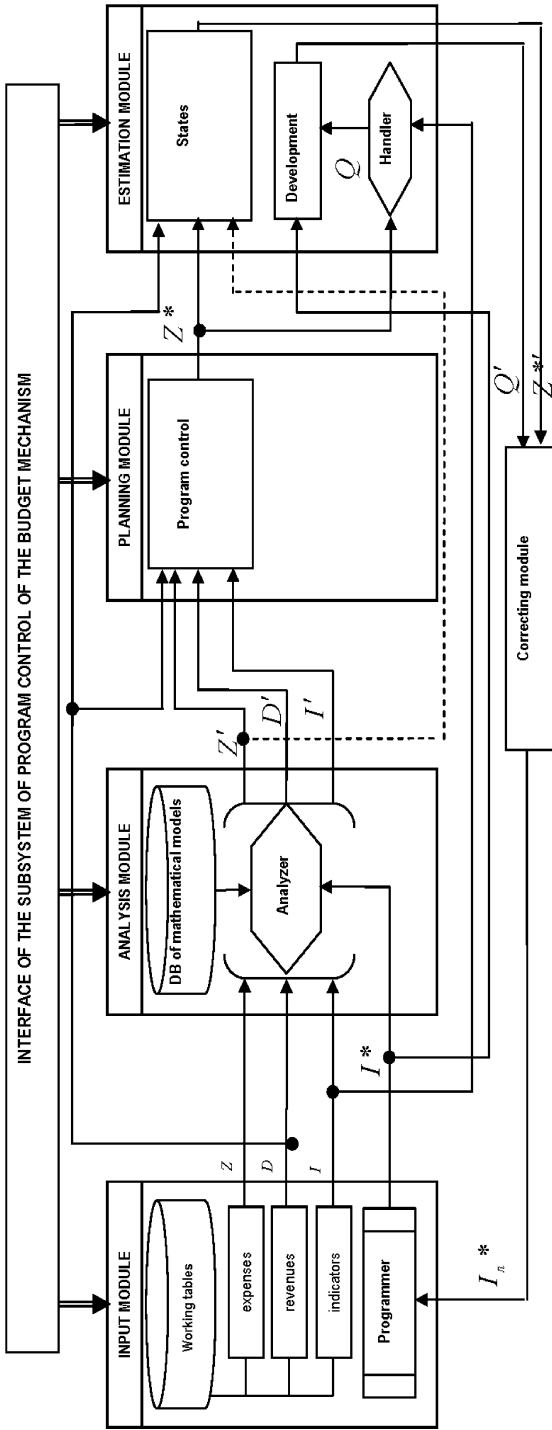 INTERFACE OF THE SUBSYSTEM OF PROGRAM CONTROL OF THE BUDGET MECHANISM
INPUT MODULE
Working tables
expenses
revenues
indicators
Programmer
Z
D
I
I*
I_n*
ANALYSIS MODULE
DB of mathematical models
Analyzer
Z'
D'
I'
PLANNING MODULE
Program control
Z*
ESTIMATION MODULE
States
Development
Q
Handler
Q'
Z*'
Correcting module